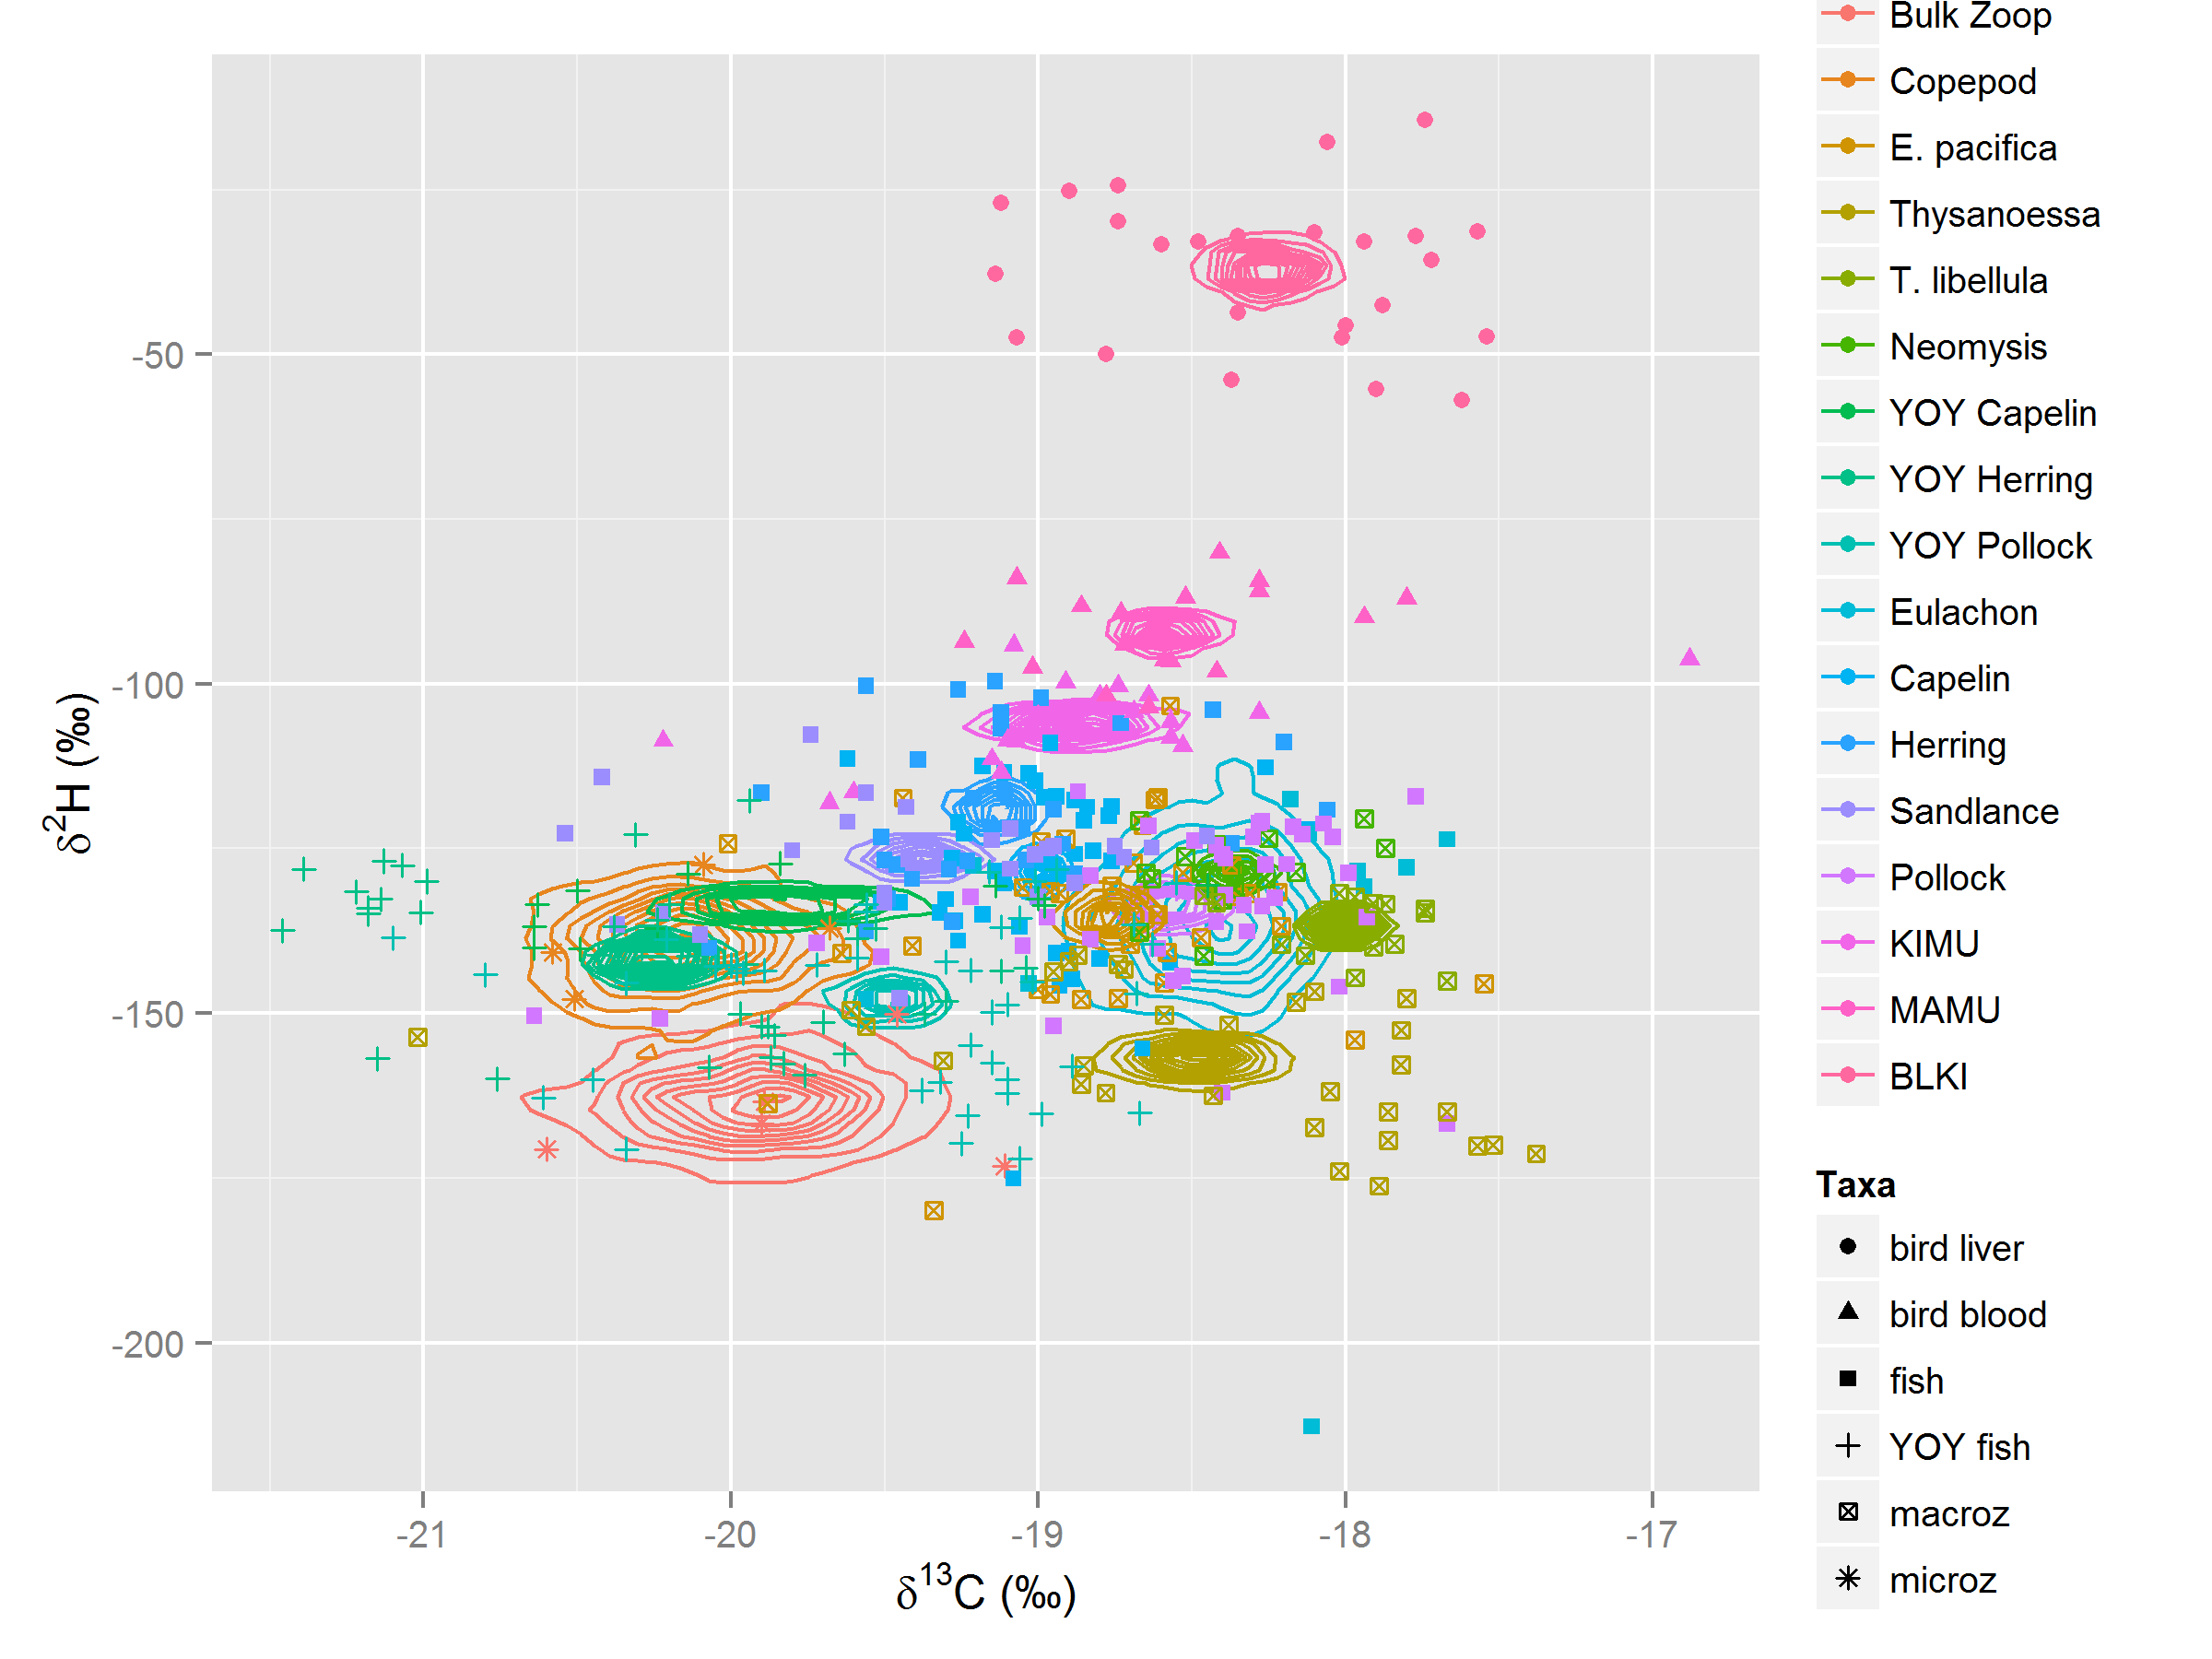 Bulk Zoop
Copepod
E. pacifica
Thysanoessa
T. libellula
Neomysis
YOY Capelin
YOY Herring
YOY Pollock
Eulachon
Capelin
Herring
Sandlance
Pollock
KIMU
MAMU
BLKI
Taxa
bird liver
bird blood
fish
YOY fish
macroz
microz
-50
-100
-150
-200
δ²H (‰)
-21 -20 -19 -18 -17
δ¹³C (‰)